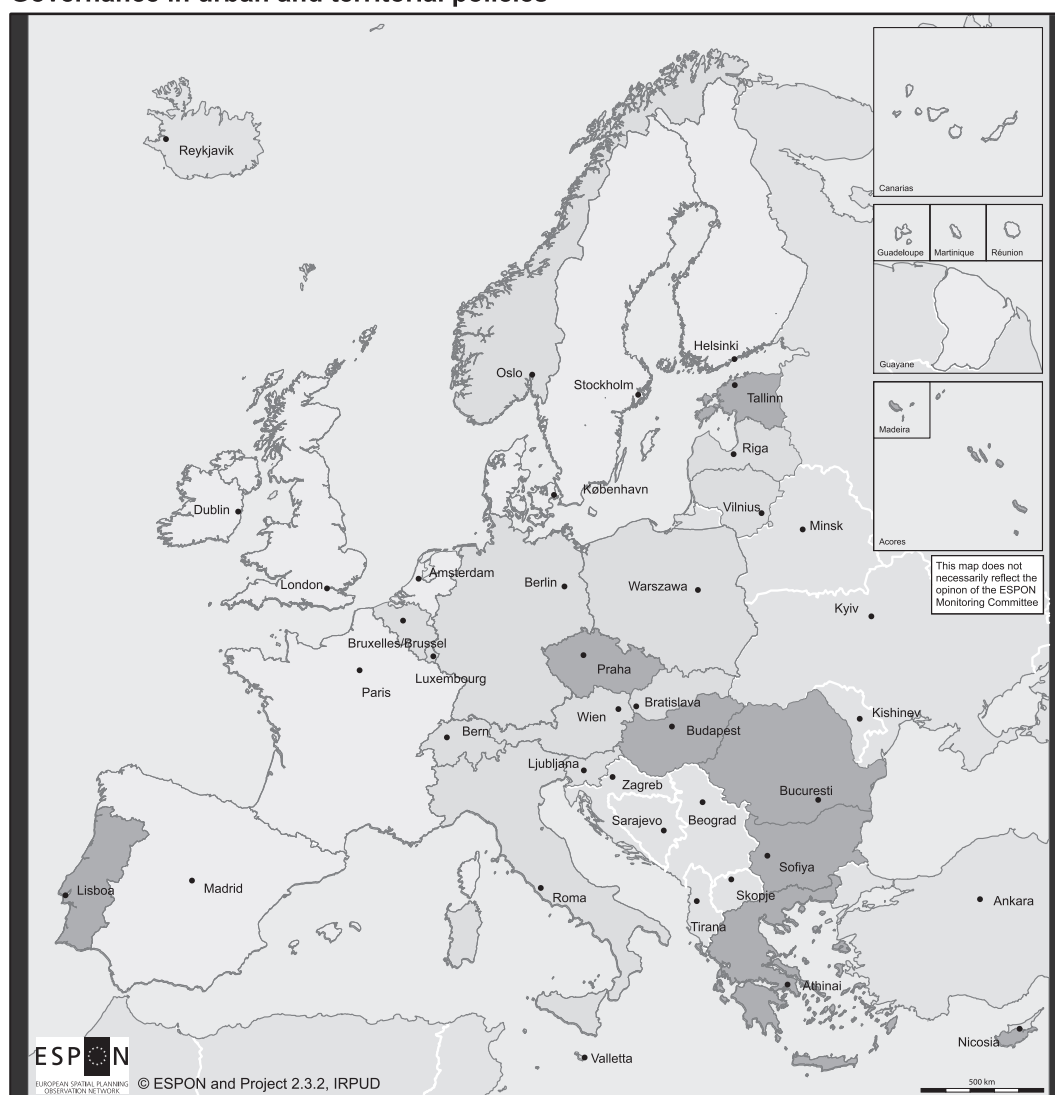 Governance in urban and territorial policies
Reykjavik
Canarias
Guadeloupe
Martinique
Réunion
Guayane
Madeira
Acores
This map does not
necessarily reflect the
opinon of the ESPON
Monitoring Committee
Helsinki
Oslo
Stockholm
Tallinn
Riga
København
Vilnius
Dublin
Minsk
Amsterdam
London
Berlin
Warszawa
Kyiv
Bruxelles/Brussel
Praha
Luxembourg
Paris
Bratislava
Wien
Kishinev
Bern
Budapest
Ljubljana
Zagreb
Bucuresti
Sarajevo
Beograd
Sofiya
Lisboa
Madrid
Skopje
Roma
Ankara
Tirana
Athinai
Nicosia
Valletta
ESPON
EUROPEAN SPATIAL PLANNING
OBSERVATION NETWORK
© ESPON and Project 2.3.2, IRPUD
500 km